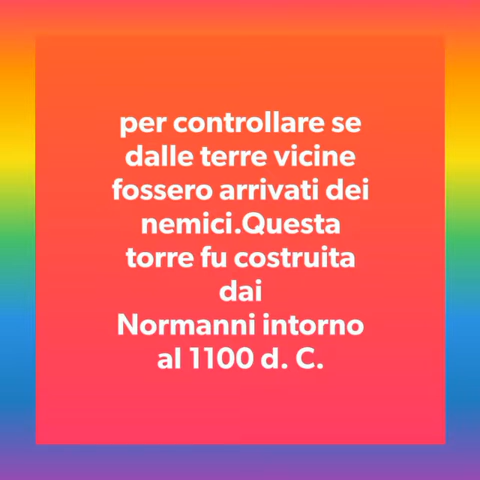 per controllare se
dalle terre vicine
fossero arrivati dei
nemici.Questa
torre fu costruita
dai
Normanni intorno
al 1100 d. C.